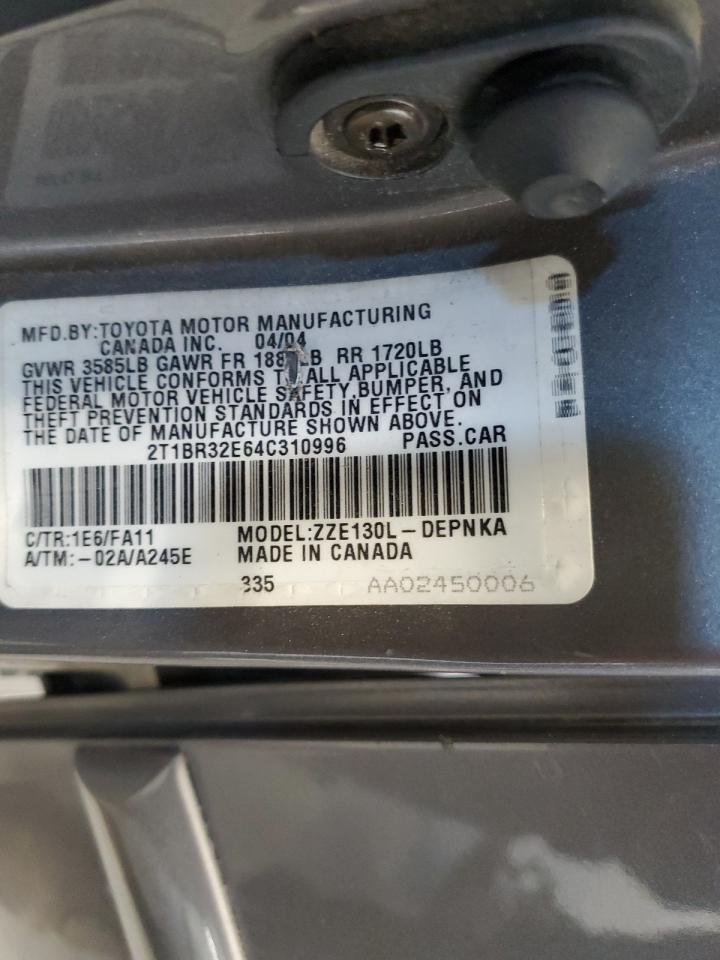 MFD.BY:TOYOTA MOTOR MANUFACTURING
CANADA INC. 04/04
GVWR 3585LB GAWR FR RR 1720LB
THIS VEHICLE CONFORMS TO ALL APPLICABLE
FEDERAL MOTOR VEHICLE SAFETY, BUMPER, AND
THEFT PREVENTION STANDARDS IN EFFECT ON
THE DATE OF MANUFACTURE SHOWN ABOVE.
2T1BR32E64C310996 PASS.CAR
C/TR:1E6/FA11 MODEL:ZZE130L-DEPNKA
A/TM:-02A/A245E MADE IN CANADA
335 AA02450006